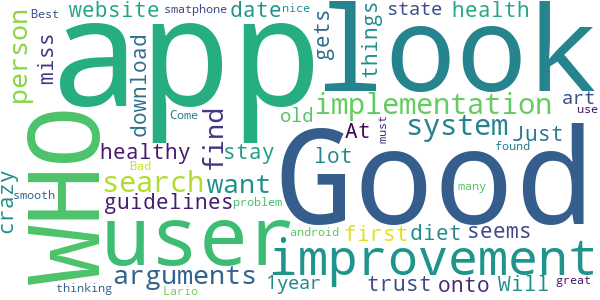 Best smatphone nice
website date state health
person miss gets things
app look
download Come old implementation art use
WHO find At system Just must
healthy stay lot found
Bad search want Good many
guidelines problem
crazy smooth user android first diet seems
improvement
arguments 1year trust onto Will great
thinking Lario